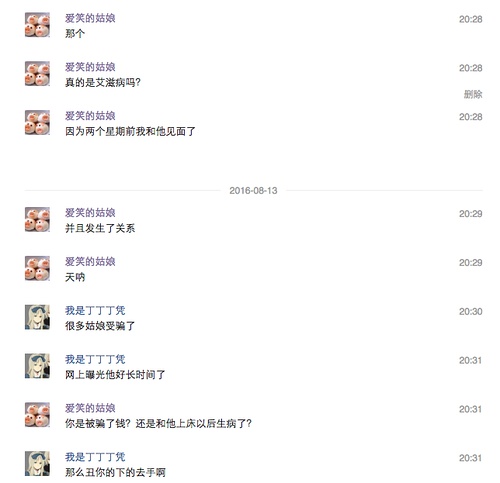 爱笑的姑娘 20:28
那个
爱笑的姑娘 20:28
真的是艾滋病吗?
删除
爱笑的姑娘 20:28
因为两个星期前我和他见面了
2016-08-13
爱笑的姑娘 20:29
并且发生了关系
爱笑的姑娘 20:29
天呐
我是丁丁丁凭 20:30
很多姑娘受骗了
我是丁丁丁凭 20:31
网上曝光他好长时间了
爱笑的姑娘 20:31
你是被骗了钱？还是和他上床以后生病了?
我是丁丁丁凭 20:31
那么丑你的下的去手啊